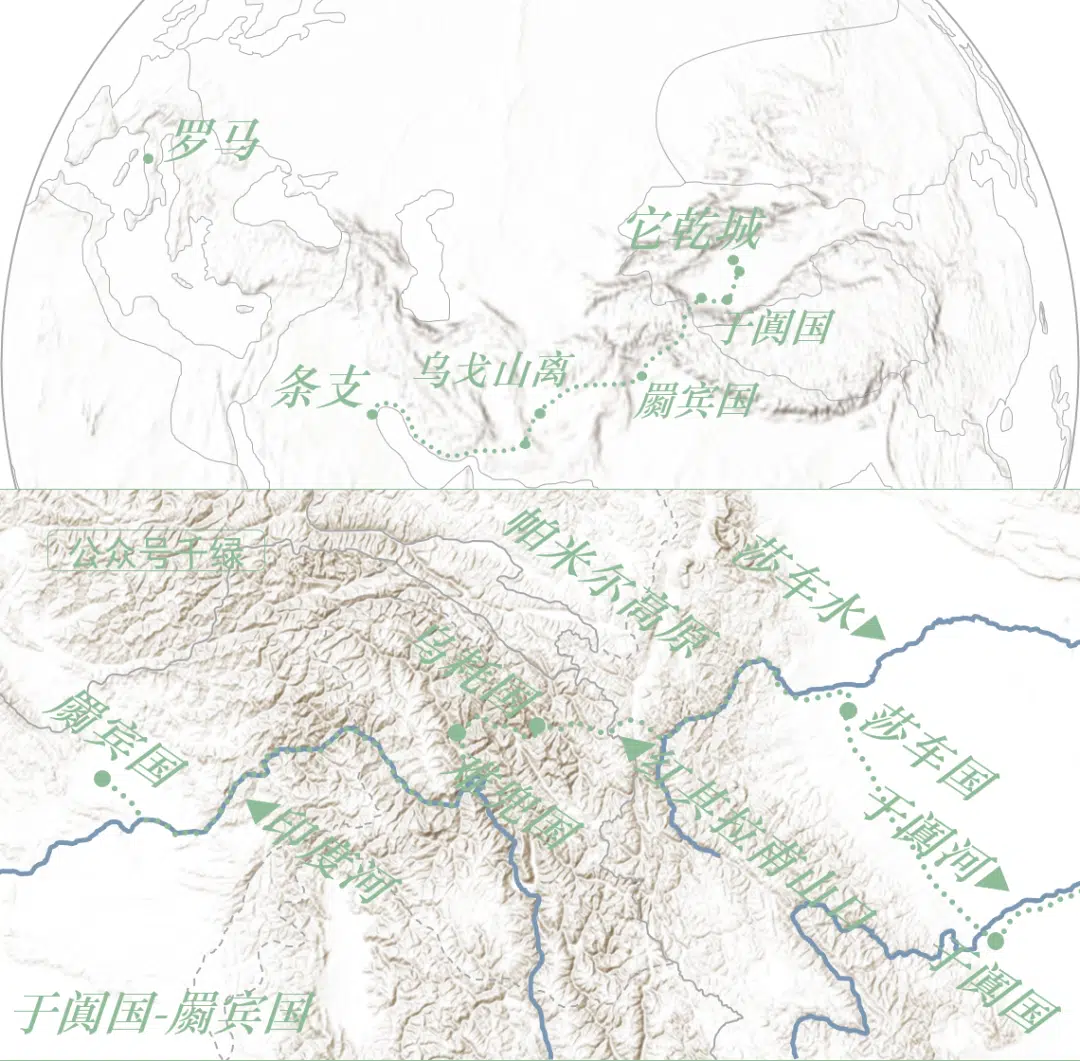 罗马
它乾城
于阗国
乌戈山离
条支
罽宾国
公众号千绿
帕米尔高原
莎车水
乌秅国
罽宾国
莎车国
难兜国
红其拉甫山口
于阗河
印度河
于阗国
于阗国-罽宾国